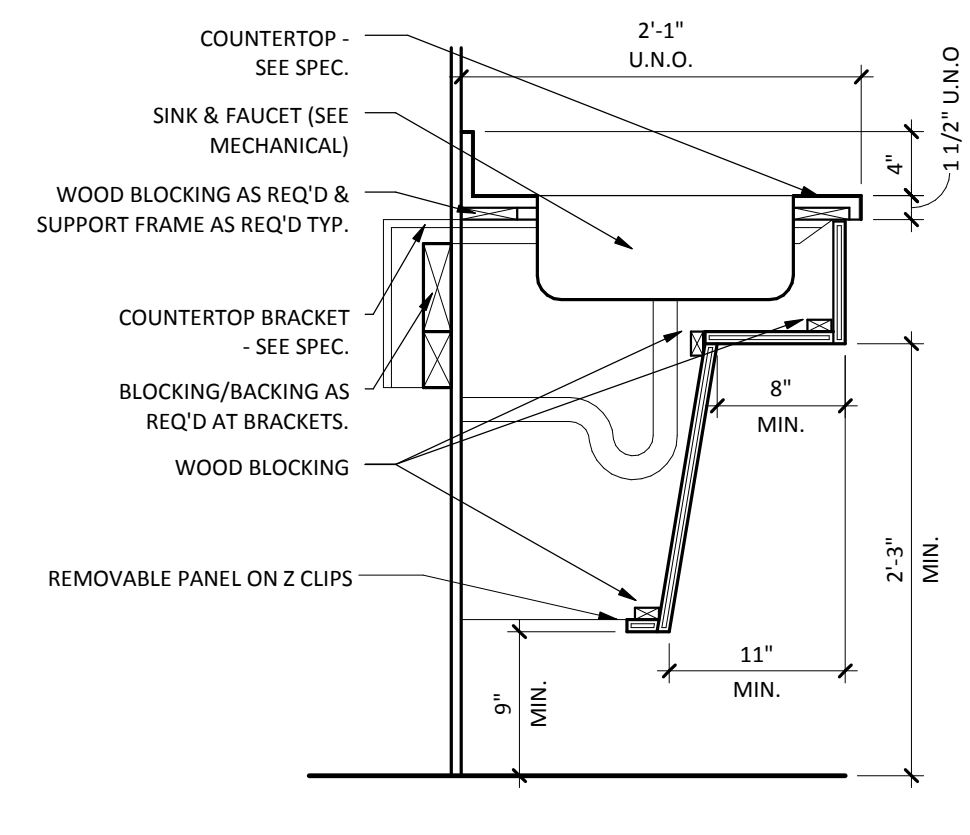 COUNTERTOP -
SEE SPEC.
SINK & FAUCET (SEE
MECHANICAL)
WOOD BLOCKING AS REQ'D &
SUPPORT FRAME AS REQ'D TYP.
COUNTERTOP BRACKET
- SEE SPEC.
BLOCKING/BACKING AS
REQ'D AT BRACKETS.
WOOD BLOCKING
REMOVABLE PANEL ON Z CLIPS
2'-1"
U.N.O.
4"
1 1/2" U.N.O
8"
MIN.
2'-3"
MIN.
11"
MIN.
9"
MIN.